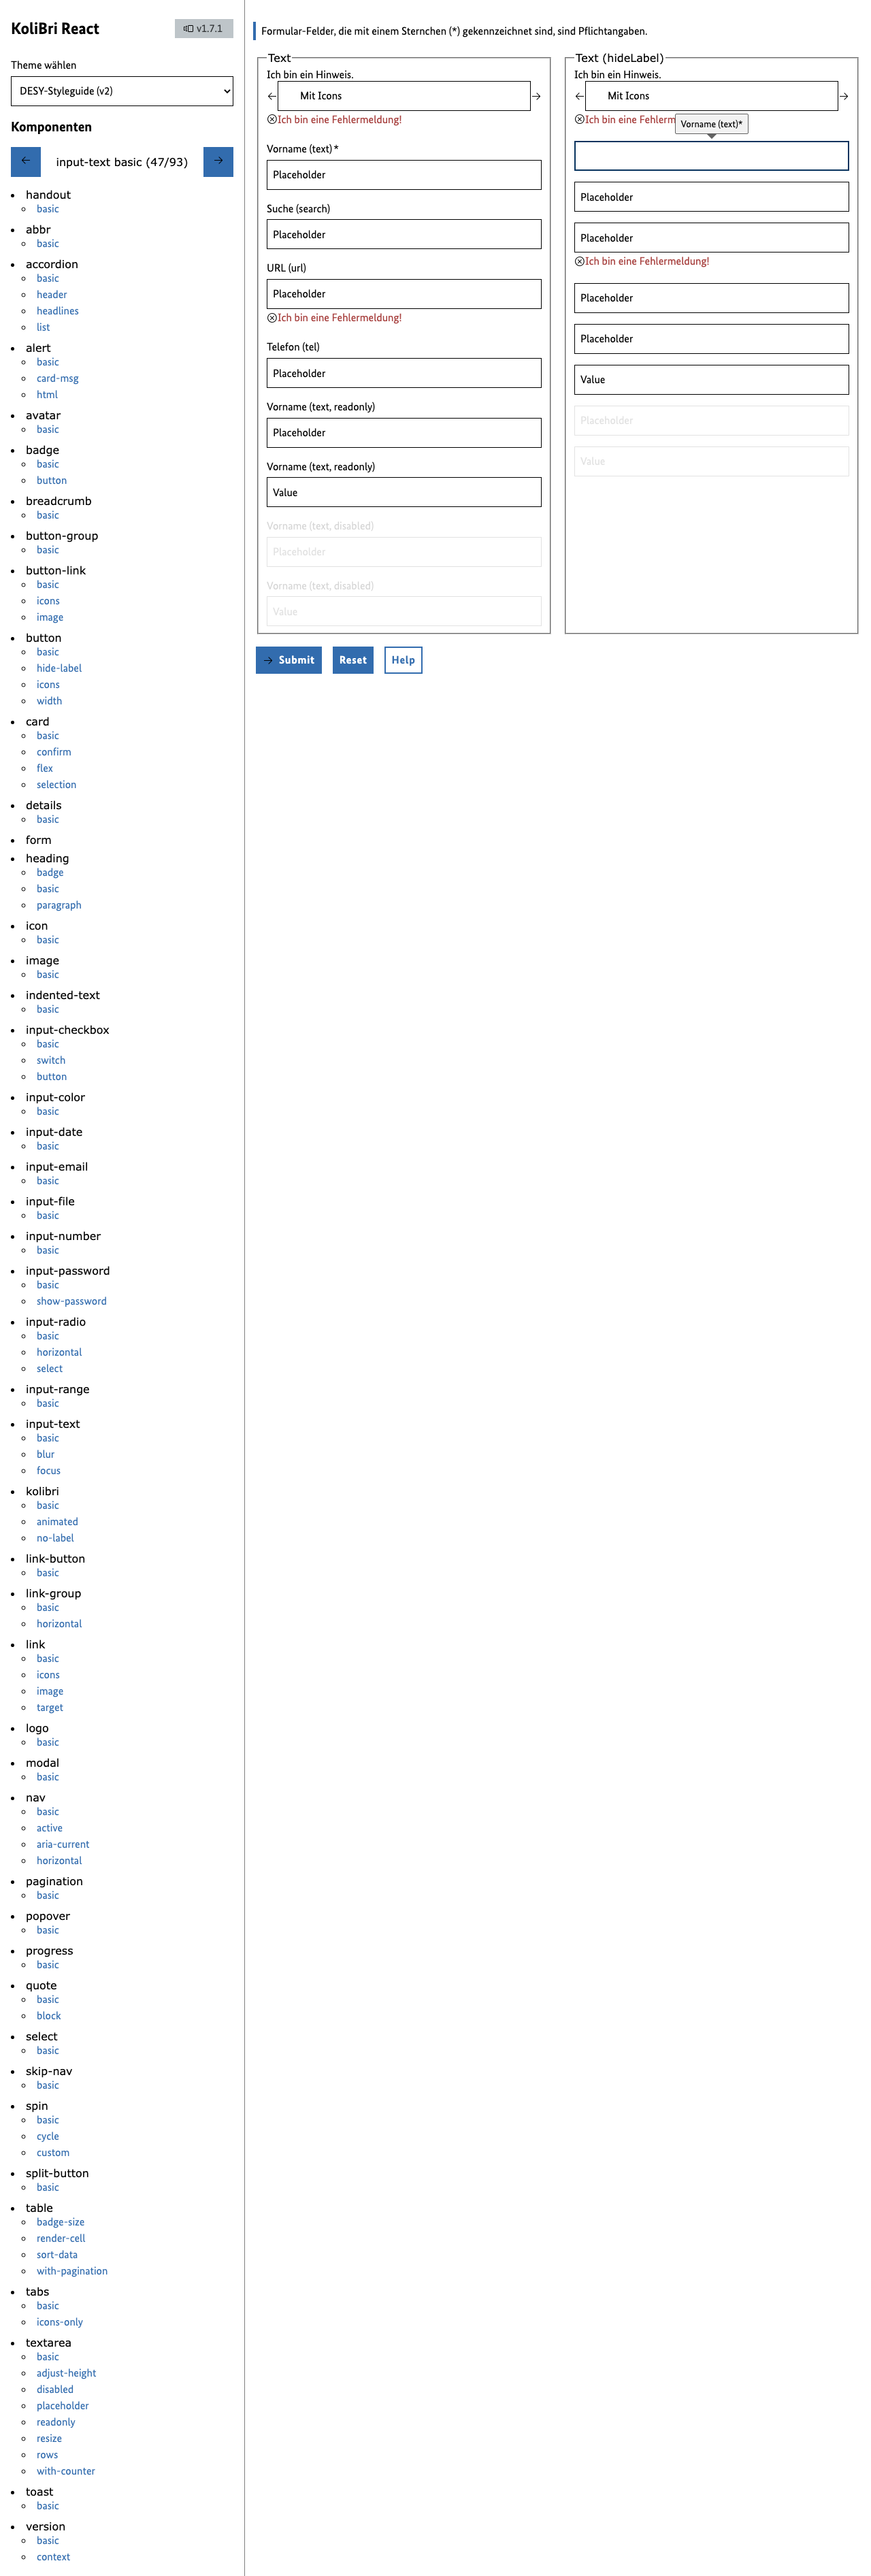 KoliBri React
v1.7.1
Theme wählen
DESY-Styleguide (v2)
Komponenten
← input-text basic (47/93) →
handout
basic
abbr
basic
accordion
basic
header
headlines
list
alert
basic
card-msg
html
avatar
basic
badge
basic
button
breadcrumb
basic
button-group
basic
button-link
basic
icons
image
button
basic
hide-label
icons
width
card
basic
confirm
flex
selection
details
basic
form
heading
badge
basic
paragraph
icon
basic
image
basic
indented-text
basic
input-checkbox
basic
switch
button
input-color
basic
input-date
basic
input-email
basic
input-file
basic
input-number
basic
input-password
basic
show-password
input-radio
basic
horizontal
select
input-range
basic
input-text
basic
blur
focus
kolibri
basic
animated
no-label
link-button
basic
link-group
basic
horizontal
link
basic
icons
image
target
logo
basic
modal
basic
nav
basic
active
aria-current
horizontal
pagination
basic
popover
basic
progress
basic
quote
basic
block
select
basic
skip-nav
basic
spin
basic
cycle
custom
split-button
basic
table
badge-size
render-cell
sort-data
with-pagination
tabs
basic
icons-only
textarea
basic
adjust-height
disabled
placeholder
readonly
resize
rows
with-counter
toast
basic
version
basic
context
Formular-Felder, die mit einem Sternchen (*) gekennzeichnet sind, sind Pflichtangaben.
Text
Ich bin ein Hinweis.
Mit Icons
Ich bin eine Fehlermeldung!
Vorname (text)*
Placeholder
Suche (search)
Placeholder
URL (url)
Placeholder
Ich bin eine Fehlermeldung!
Telefon (tel)
Placeholder
Vorname (text, readonly)
Placeholder
Vorname (text, readonly)
Value
Vorname (text, disabled)
Placeholder
Vorname (text, disabled)
Value
Text (hideLabel)
Ich bin ein Hinweis.
Mit Icons
Ich bin eine Fehlerm
Vorname (text)*
Placeholder
Placeholder
Ich bin eine Fehlermeldung!
Placeholder
Placeholder
Value
Placeholder
Value
→ Submit
Reset
Help